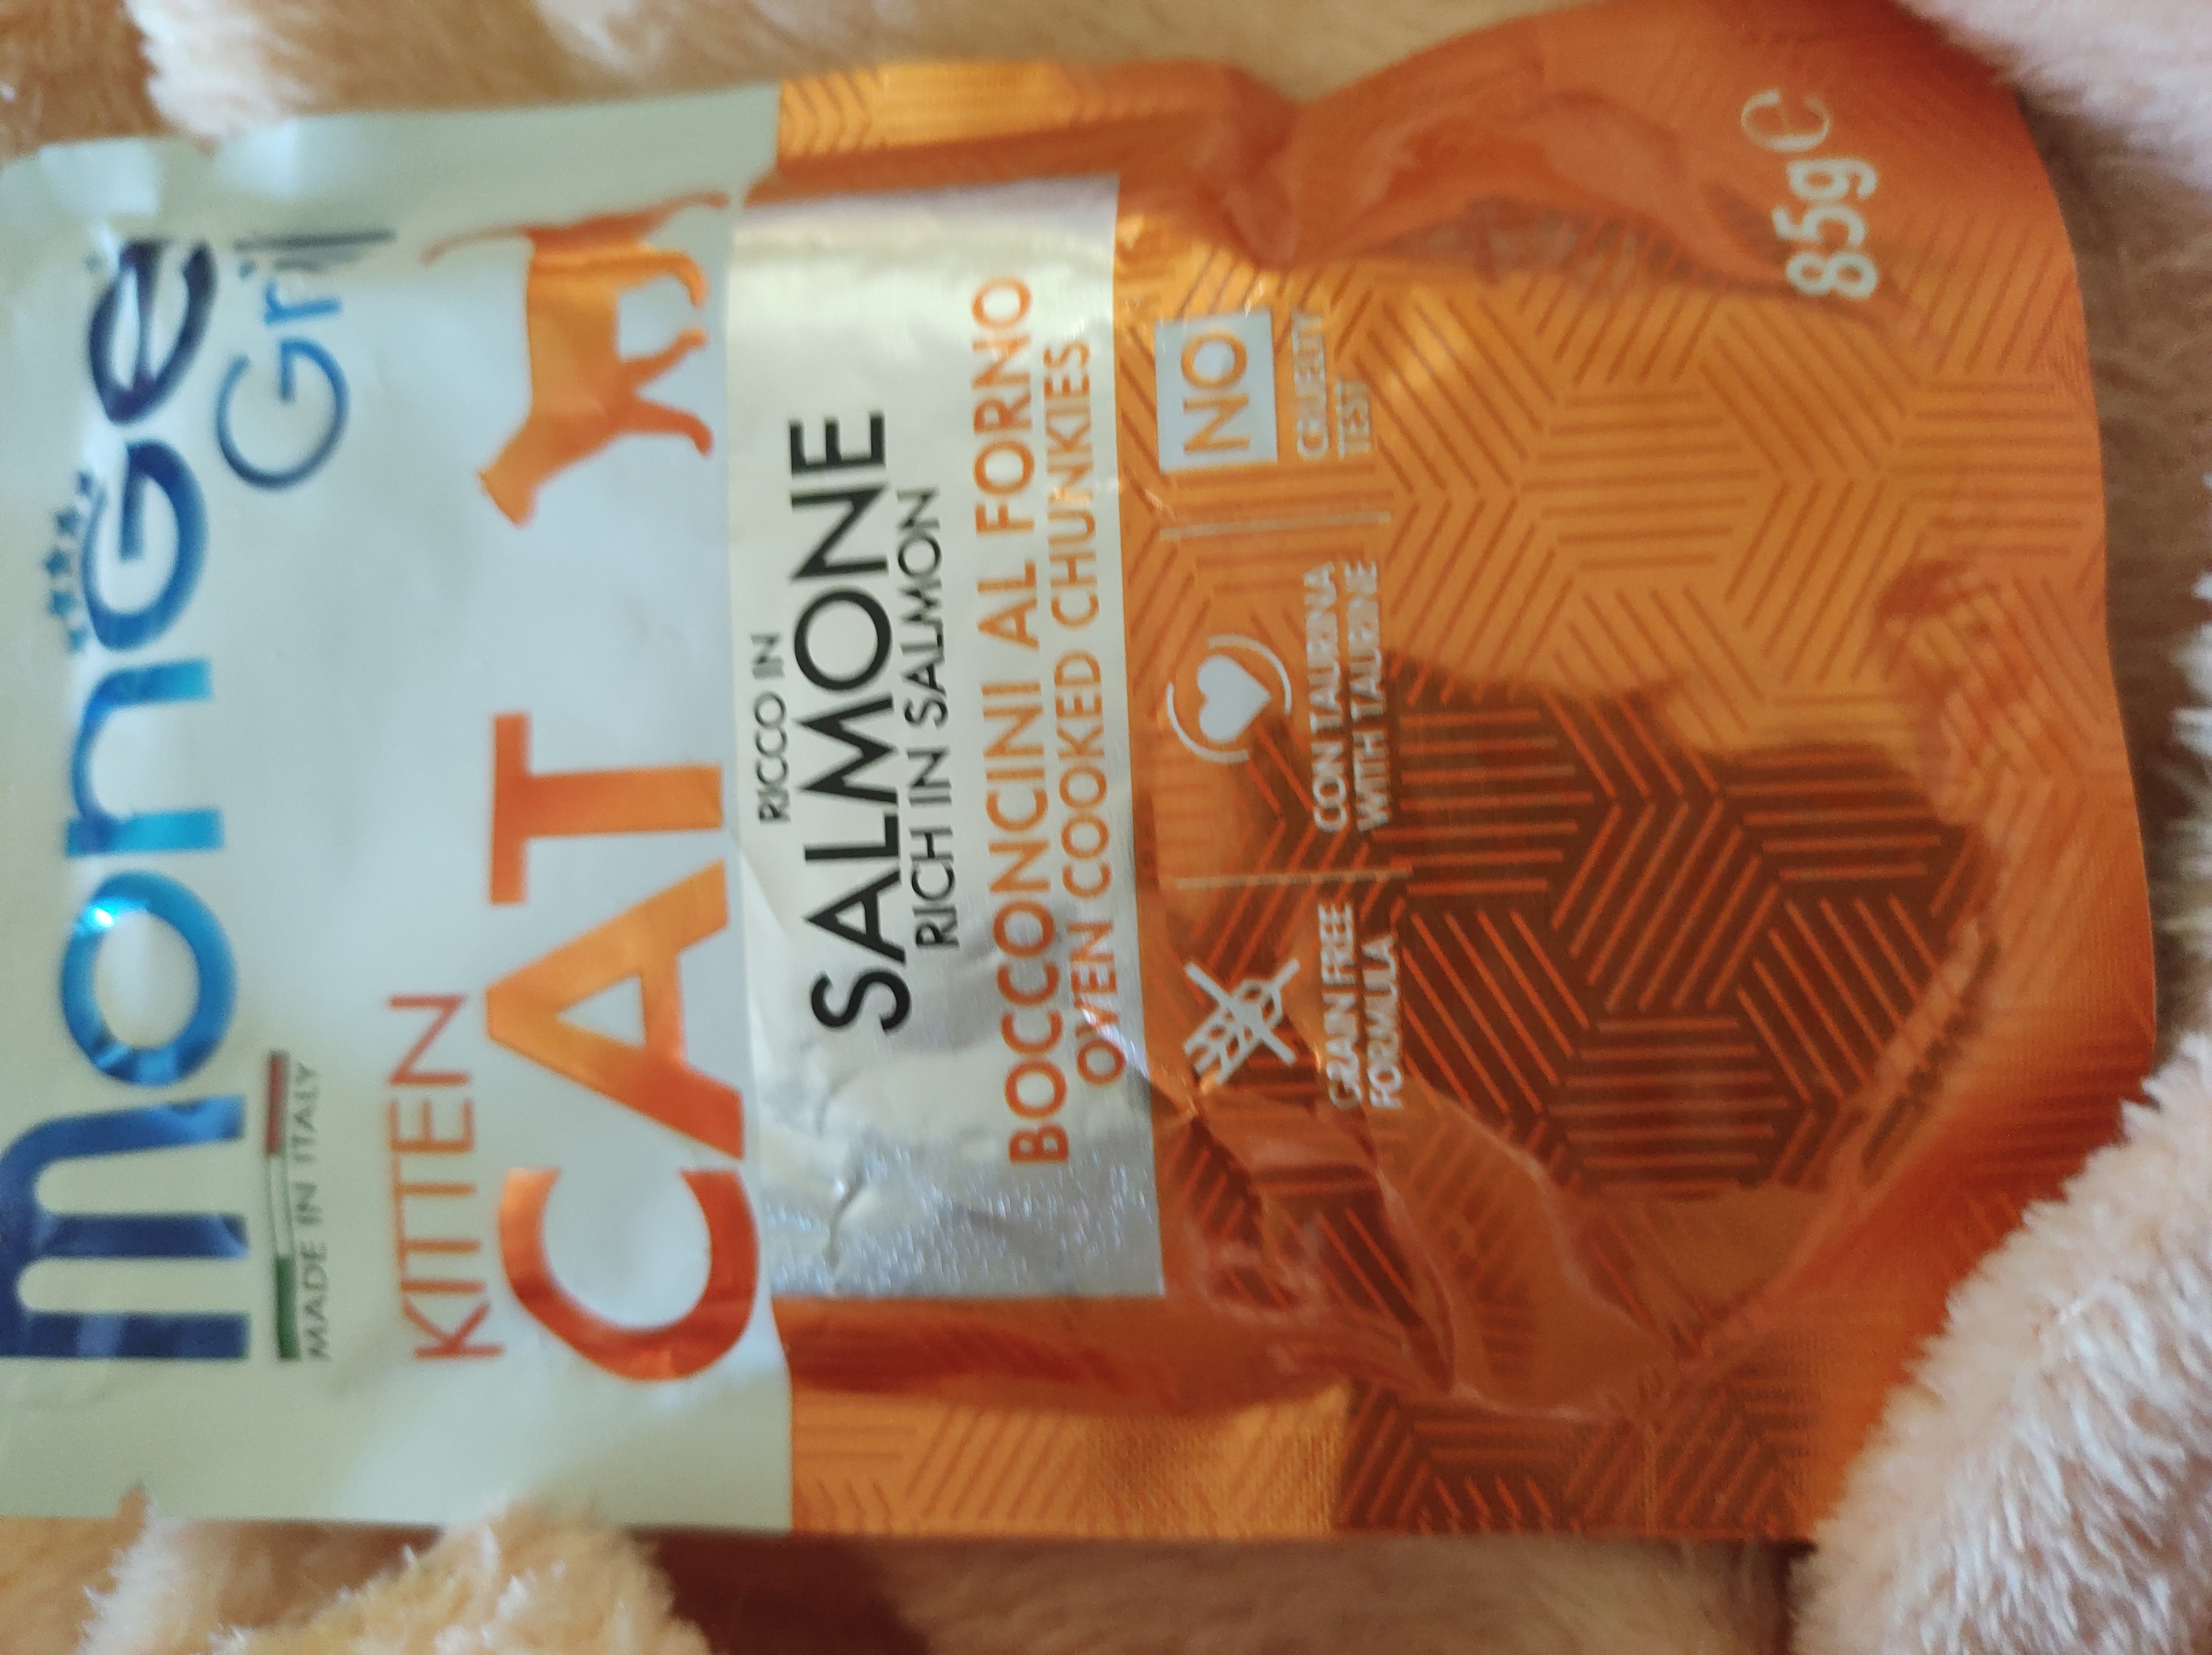 monge
Grill
MADE IN ITALY
KITTEN
CAT
RICCO IN
SALMONE
RICH IN SALMON
BOCCONCINI AL FORNO
OVEN COOKED CHUNKIES
GRAIN FREE
FORMULA
CON TAURINA
WITH TAURINE
NO
CRUELTY
TEST
85g ℮